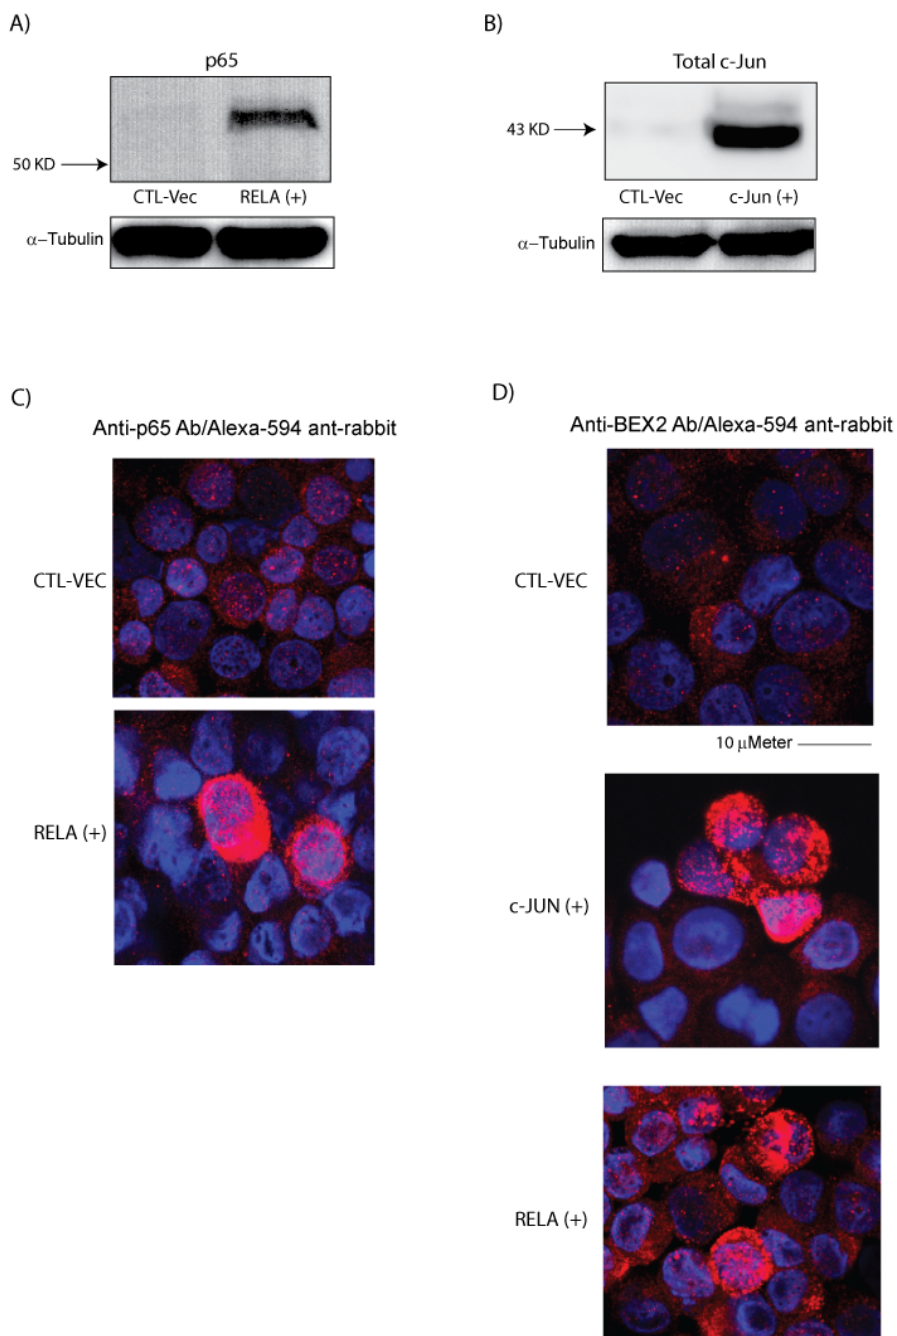 A)
p65
50 KD
CTL-Vec RELA (+)
α–Tubulin
B)
Total c-Jun
43 KD
CTL-Vec c-Jun (+)
α–Tubulin
C)
Anti-p65 Ab/Alexa-594 ant-rabbit
CTL-VEC
RELA (+)
D)
Anti-BEX2 Ab/Alexa-594 ant-rabbit
CTL-VEC
10 μMeter
c-JUN (+)
RELA (+)